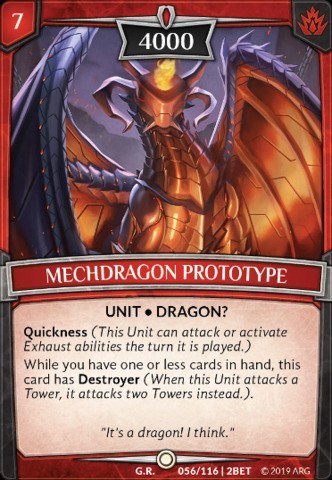 7
4000
MECHDRAGON PROTOTYPE
UNIT • DRAGON?
Quickness (This Unit can attack or activate
Exhaust abilities the turn it is played.)
While you have one or less cards in hand, this
card has Destroyer (When this Unit attacks a
Tower, it attacks two Towers instead.).
"It's a dragon! I think."
G.R. 056/116 | 2BET © 2019 ARG